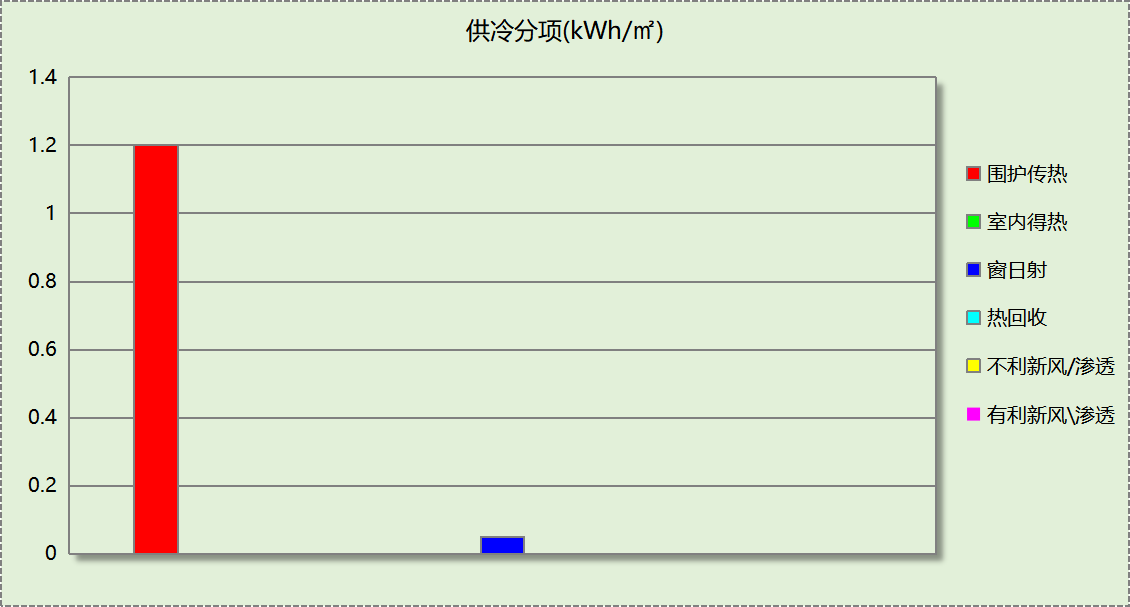 供冷分项(kWh/㎡)
1.4
1.2
1
0.8
0.6
0.4
0.2
0
围护传热
室内得热
窗日射
热回收
不利新风/渗透
有利新风\渗透